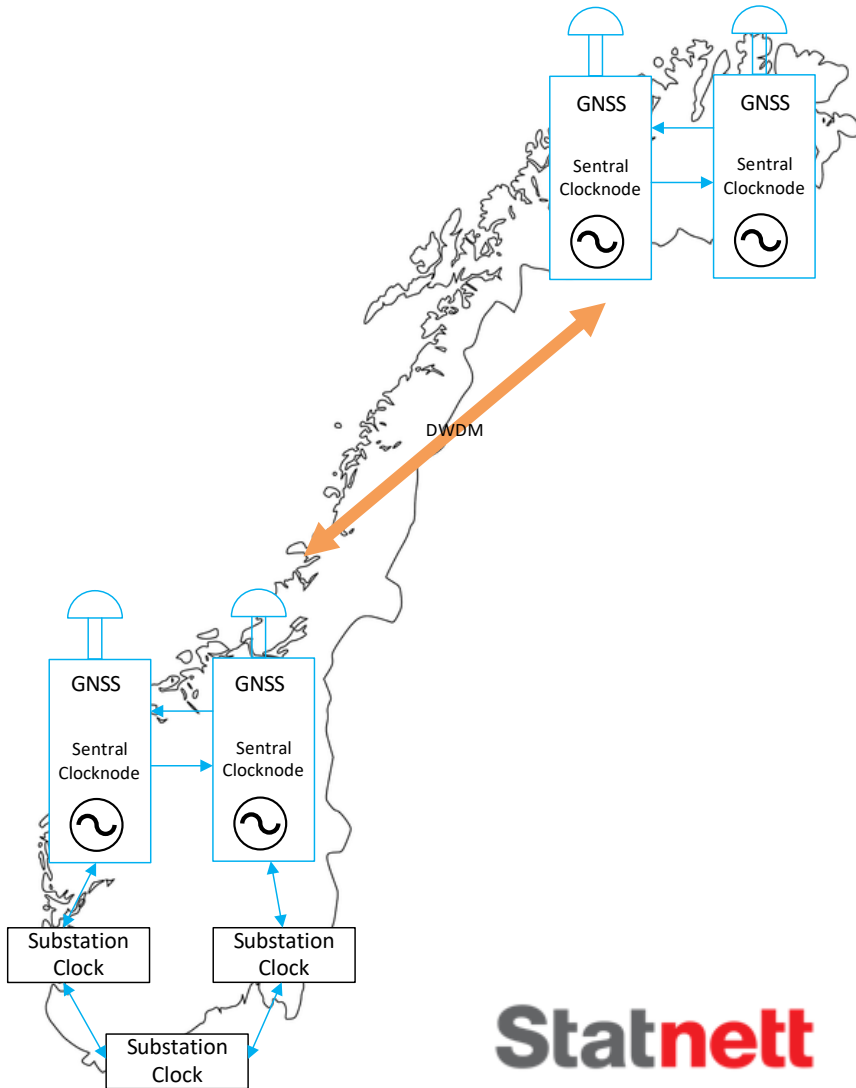 GNSS
Sentral
Clocknode
GNSS
Sentral
Clocknode
DWDM
GNSS
Sentral
Clocknode
GNSS
Sentral
Clocknode
Substation
Clock
Substation
Clock
Substation
Clock
Statnett